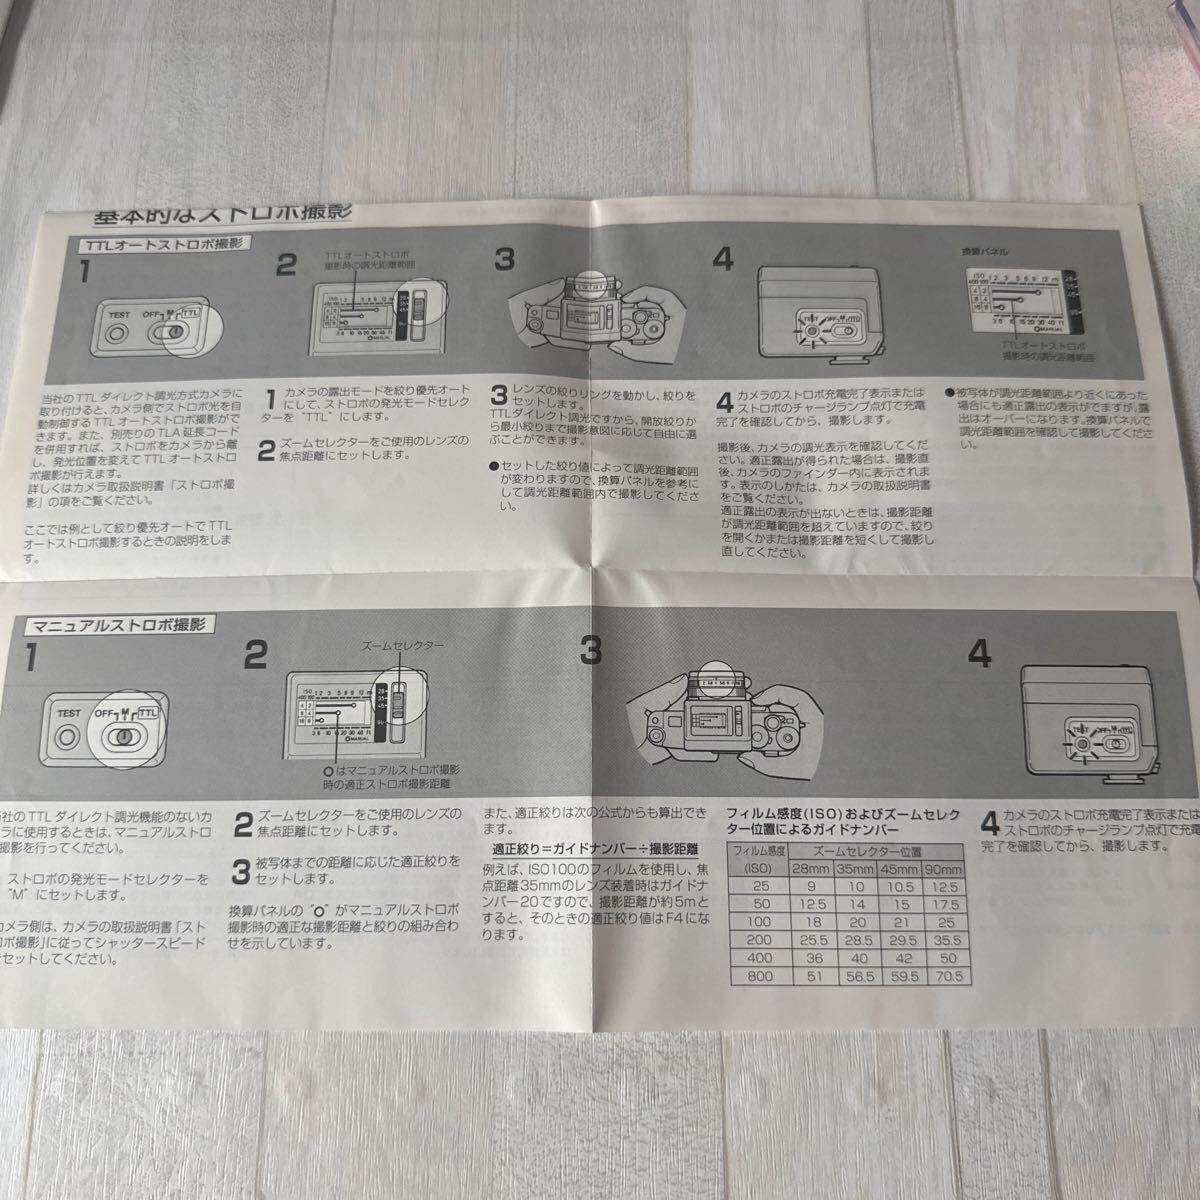 基本的なストロボ撮影
TTLオートストロボ撮影
1
TEST OFF M TTL
当社のTTLダイレクト調光方式カメラに
取り付けると、カメラ側でストロボ光を自
動制御するTTLオートストロボ撮影がで
きます。また、別売りのTLA延長コード
を併用すれば、ストロボをカメラから離
し、発光位置を変えてTTLオートストロ
ボ撮影が行えます。
詳しくはカメラ取扱説明書「ストロボ撮
影」の項をご覧ください。
ここでは例として絞り優先オートでTTL
オートストロボ撮影するときの説明をしま
す。
2
TTLオートストロボ
撮影時の調光距離範囲
MANUAL
1 カメラの露出モードを絞り優先オート
にして、ストロボの発光モードセレク
ターを"TTL"にします。
2 ズームセレクターをご使用のレンズの
焦点距離にセットします。
3
3 レンズの絞りリングを動かし、絞りを
セットします。
TTLダイレクト調光ですから、開放絞りか
ら最小絞りまで撮影意図に応じて自由に選
ぶことができます。
●セットした絞り値によって調光距離範囲
が変わりますので、換算パネルを参考に
して調光距離範囲内で撮影してくださ
い。
4
4 カメラのストロボ充電完了表示または
ストロボのチャージランプ点灯で充電
完了を確認してから、撮影します。
撮影後、カメラの調光表示を確認してくだ
さい。適正露出が得られた場合は、撮影直
後、カメラのファインダー内に表示されま
す。表示のしかたは、カメラの取扱説明書
をご覧ください。
適正露出の表示が出ないときは、撮影距離
が調光距離範囲を超えていますので、絞り
を開くかまたは撮影距離を短くして撮影し
直してください。
換算パネル
MANUAL
TTLオートストロボ
撮影時の調光距離範囲
●被写体が調光距離範囲より近くにあった
場合にも適正露出の表示がでますが、露
出はオーバーになります。換算パネルで
調光距離範囲を確認して撮影してくださ
い。
マニュアルストロボ撮影
1
TEST OFF M TTL
当社のTTLダイレクト調光機能のないカ
ラに使用するときは、マニュアルストロ
撮影を行ってください。
ストロボの発光モードセレクターを
"M"にセットします。
カメラ側は、カメラの取扱説明書「スト
ロボ撮影」に従ってシャッタースピード
セットしてください。
2
ズームセレクター
MANUAL
○はマニュアルストロボ撮影
時の適正ストロボ撮影距離
2 ズームセレクターをご使用のレンズの
焦点距離にセットします。
3 被写体までの距離に応じた適正絞りを
セットします。
換算パネルの"○"がマニュアルストロボ
撮影時の適正な撮影距離と絞りの組み合わ
せを示しています。
3
また、適正絞りは次の公式からも算出でき
ます。
適正絞り＝ガイドナンバー÷撮影距離
例えば、ISO100のフィルムを使用し、焦
点距離35mmのレンズ装着時はガイドナ
ンバー20ですので、撮影距離が約5mと
すると、そのときの適正絞り値はF4にな
ります。
フィルム感度(ISO)およびズームセレク
ター位置によるガイドナンバー
フィルム感度 ズームセレクター位置
(ISO) 28mm 35mm 45mm 90mm
25 9 10 10.5 12.5
50 12.5 14 15 17.5
100 18 20 21 25
200 25.5 28.5 29.5 35.5
400 36 40 42 50
800 51 56.5 59.5 70.5
4
4 カメラのストロボ充電完了表示または
ストロボのチャージランプ点灯で充電
完了を確認してから、撮影します。